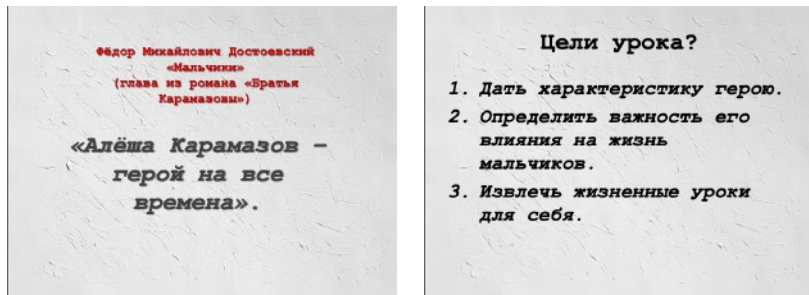 Фёдор Михайлович Достоевский
«Мальчики»
(глава из романа «Братья
Карамазовы»)
«Алёша Карамазов –
герой на все
времена».
Цели урока?
1. Дать характеристику герою.
2. Определить важность его
влияния на жизнь
мальчиков.
3. Извлечь жизненные уроки
для себя.